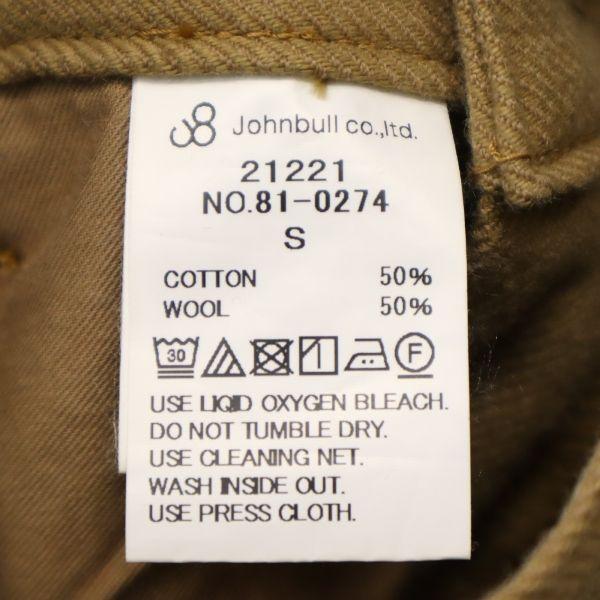 Johnbull co.,ltd.
21221
NO.81-0274
S
COTTON 50%
WOOL 50%
30 F
USE LIQID OXYGEN BLEACH.
DO NOT TUMBLE DRY.
USE CLEANING NET.
WASH INSIDE OUT.
USE PRESS CLOTH.